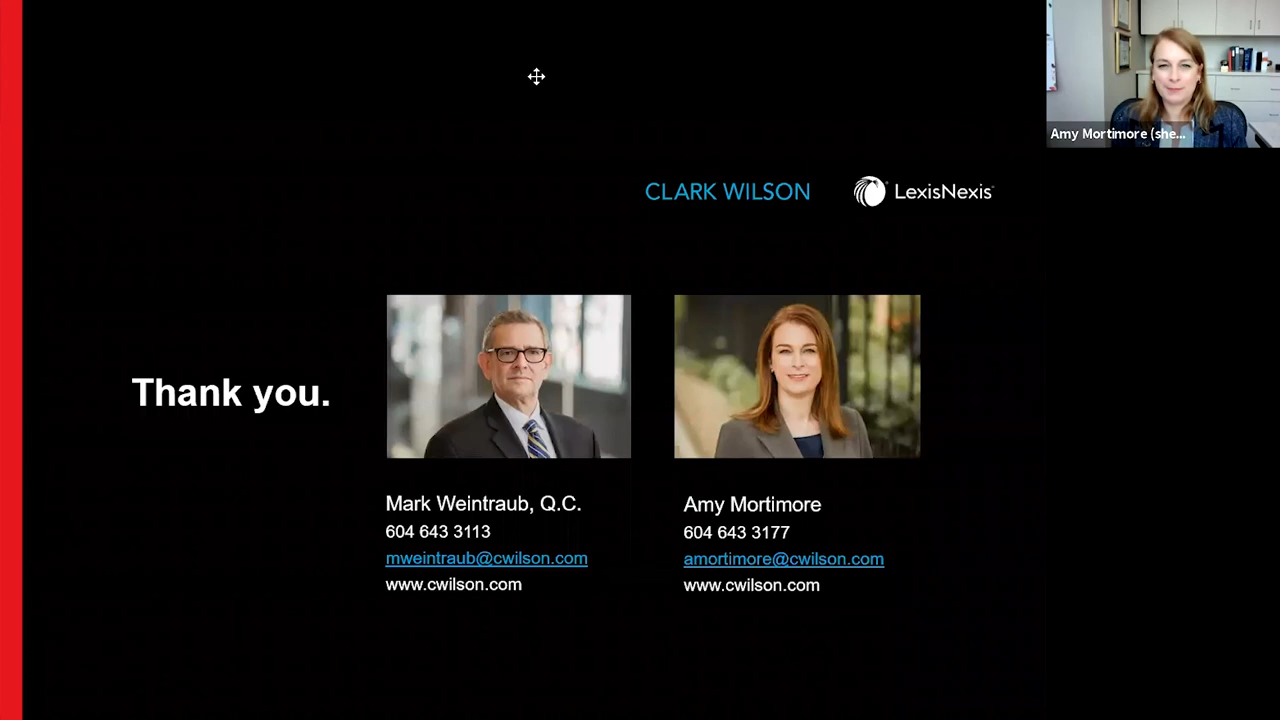 Amy Mortimore (she...
CLARK WILSON
LexisNexis®
Thank you.
Mark Weintraub, Q.C.
604 643 3113
mweintraub@cwilson.com
www.cwilson.com
Amy Mortimore
604 643 3177
amortimore@cwilson.com
www.cwilson.com